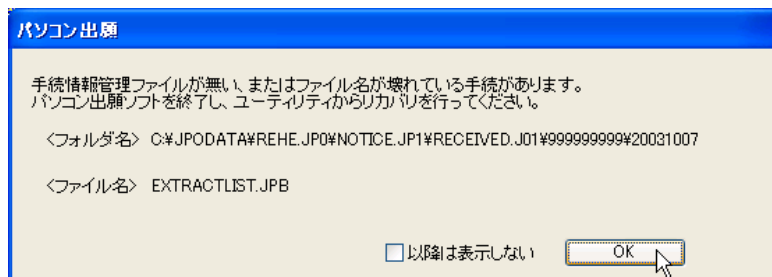 パソコン出願
手続情報管理ファイルが無い、またはファイル名が壊れている手続があります。
パソコン出願ソフトを終了し、ユーティリティからリカバリを行ってください。
〈フォルダ名〉 C:¥JPODATA¥REHE.JP0¥NOTICE.JP1¥RECEIVED.J01¥999999999¥20031007
〈ファイル名〉 EXTRACTLIST.JPB
以降は表示しない OK